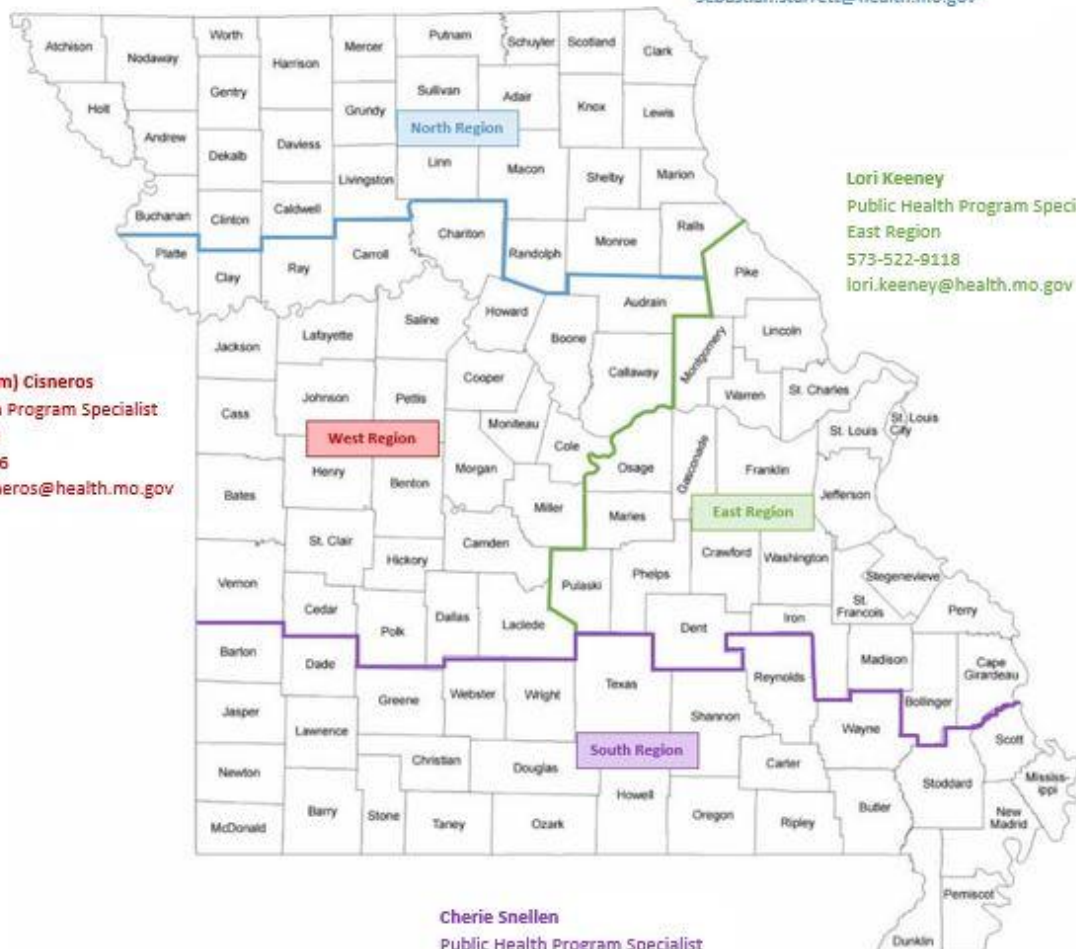 Atchison
Nodaway
Worth
Harrison
Mercer
Putnam
Schuyler
Scotland
Clark
Holt
Gentry
Grundy
Sullivan
Adair
Knox
Lewis
North Region
Andrew
Dekalb
Daviess
Livingston
Linn
Macon
Shelby
Marion
Buchanan
Clinton
Caldwell
Chariton
Randolph
Monroe
Ralls
Platte
Clay
Ray
Carroll
Pike
Lori Keeney
Public Health Program Speci
East Region
573-522-9118
lori.keeney@health.mo.gov
Audrain
Howard
Boone
Saline
Lafayette
Jackson
Lincoln
Montgomery
Callaway
Cooper
Warren
St. Charles
m) Cisneros
Program Specialist
6
neros@health.mo.gov
Cass
Johnson
Pettis
Moniteau
Cole
St. Louis
St. Louis
City
West Region
Henry
Benton
Morgan
Osage
Gasconade
Franklin
Jefferson
Bates
Miller
Maries
East Region
St. Clair
Hickory
Camden
Pulaski
Phelps
Crawford
Washington
Stegenevieve
Vernon
Cedar
Polk
Dallas
Laclede
Dent
Iron
St.
Francois
Perry
Barton
Dade
Greene
Webster
Wright
Texas
Reynolds
Madison
Cape
Girardeau
Bollinger
Jasper
Lawrence
Shannon
Wayne
Scott
South Region
Newton
Christian
Douglas
Howell
Carter
Stoddard
Mississ-
ippi
McDonald
Barry
Stone
Taney
Ozark
Oregon
Ripley
Butler
New
Madrid
Pemiscot
Dunklin
Cherie Snellen
Public Health Program Specialist